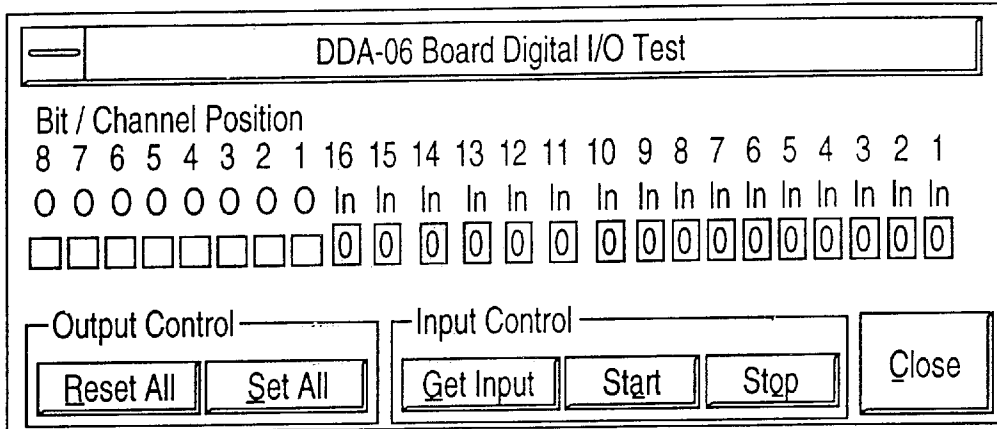 DDA-06 Board Digital I/O Test
Bit / Channel Position
8 7 6 5 4 3 2 1 16 15 14 13 12 11 10 9 8 7 6 5 4 3 2 1
O O O O O O O O In In In In In In In In In In In In In In In In
0 0 0 0 0 0 0 0 0 0 0 0 0 0 0 0
Output Control
Input Control
Reset All
Set All
Get Input
Start
Stop
Close